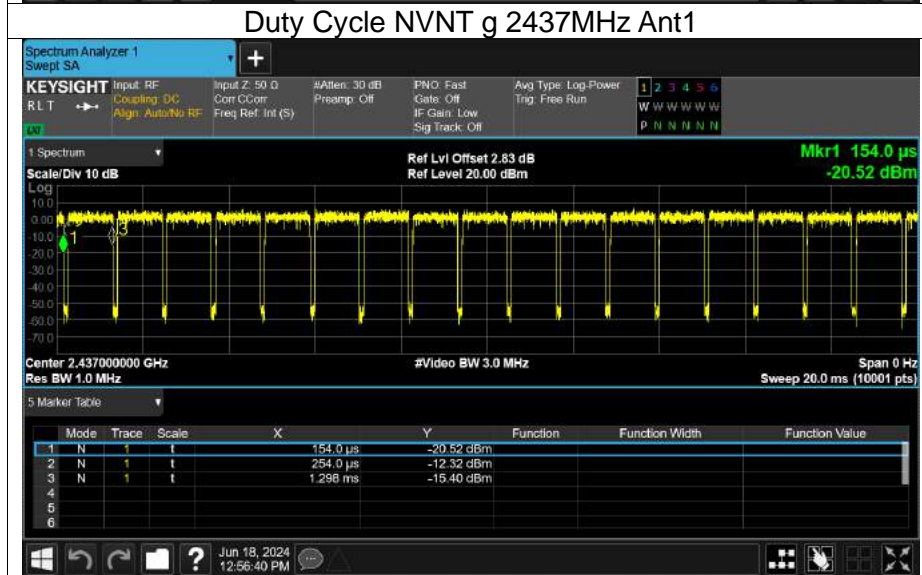 Duty Cycle NVNT g 2437MHz Ant1
Spectrum Analyzer 1
Swept SA
+
KEYSIGHT Input: RF Input Z: 50 Ω #Atten: 30 dB PNO: Fast Avg Type: Log-Power 1 2 3 4 5 6
RLT Coupling: DC Corr CCorr Preamp: Off Gate: Off Trig: Free Run W W W W W W
Align: Auto/No RF Freq Ref: Int (S) IF Gain: Low
LXI Sig Track: Off P N N N N N
1 Spectrum Ref Lvl Offset 2.83 dB Mkr1 154.0 µs
Scale/Div 10 dB Ref Level 20.00 dBm -20.52 dBm
Log
10.0
0.00
-10.0 1 3
-20.0
-30.0
-40.0
-50.0
-60.0
-70.0
Center 2.437000000 GHz #Video BW 3.0 MHz Span 0 Hz
Res BW 1.0 MHz Sweep 20.0 ms (10001 pts)
5 Marker Table
Mode Trace Scale X Y Function Function Width Function Value
1 N 1 t 154.0 µs -20.52 dBm
2 N 1 t 254.0 µs -12.32 dBm
3 N 1 t 1.298 ms -15.40 dBm
4
5
6
? Jun 18, 2024
12:56:40 PM